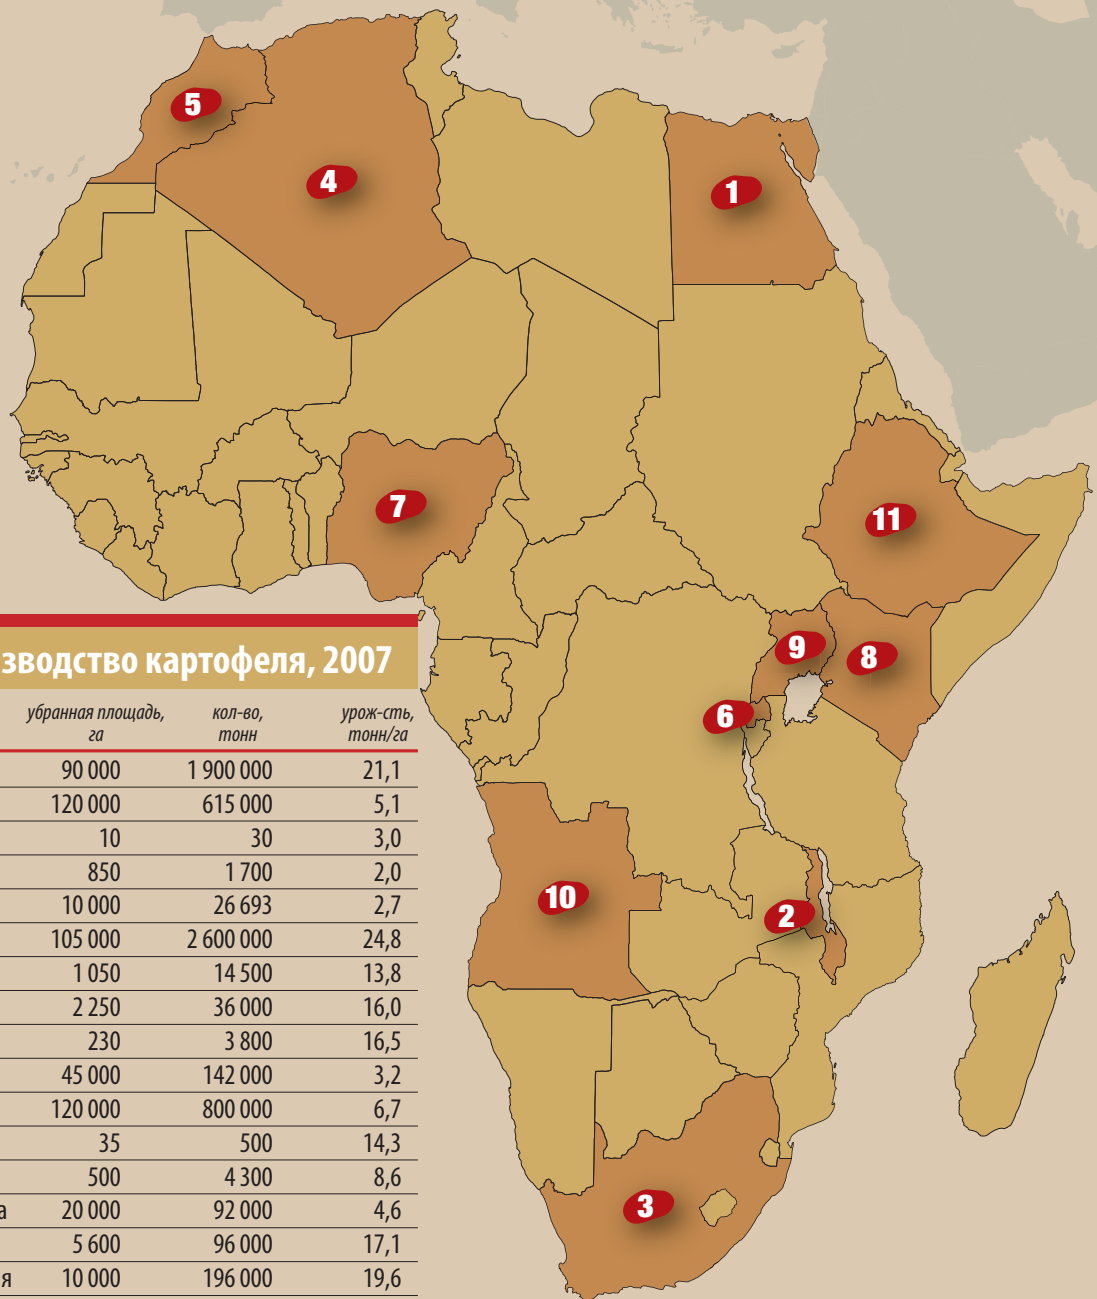 5
4
1
7
11
9
8
6
10
2
3
зводство картофеля, 2007
убранная площадь, га кол-во, тонн урож-сть, тонн/га
90 000 1 900 000 21,1
120 000 615 000 5,1
10 30 3,0
850 1 700 2,0
10 000 26 693 2,7
105 000 2 600 000 24,8
1 050 14 500 13,8
2 250 36 000 16,0
230 3 800 16,5
45 000 142 000 3,2
120 000 800 000 6,7
35 500 14,3
500 4 300 8,6
а 20 000 92 000 4,6
5 600 96 000 17,1
я 10 000 196 000 19,6